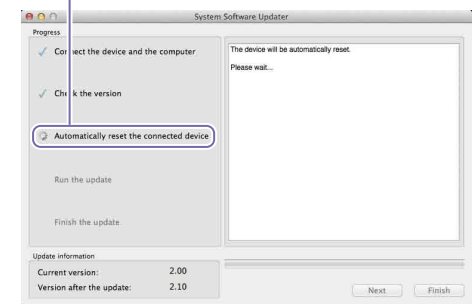 System Software Updater
Progress
Connect the device and the computer
Check the version
Automatically reset the connected device
Run the update
Finish the update
The device will be automatically reset.
Please wait...
Update information
Current version: 2.00
Version after the update: 2.10
Next Finish